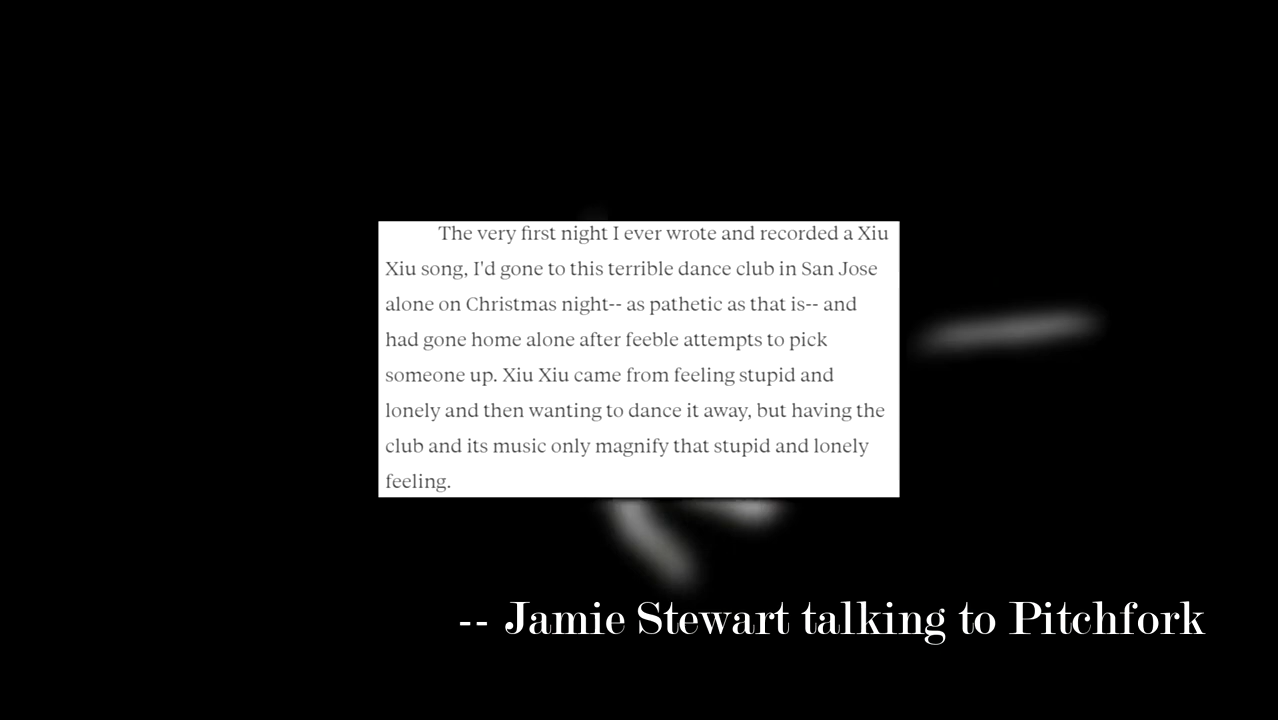 The very first night I ever wrote and recorded a Xiu
Xiu song, I'd gone to this terrible dance club in San Jose
alone on Christmas night-- as pathetic as that is-- and
had gone home alone after feeble attempts to pick
someone up. Xiu Xiu came from feeling stupid and
lonely and then wanting to dance it away, but having the
club and its music only magnify that stupid and lonely
feeling.
-- Jamie Stewart talking to Pitchfork